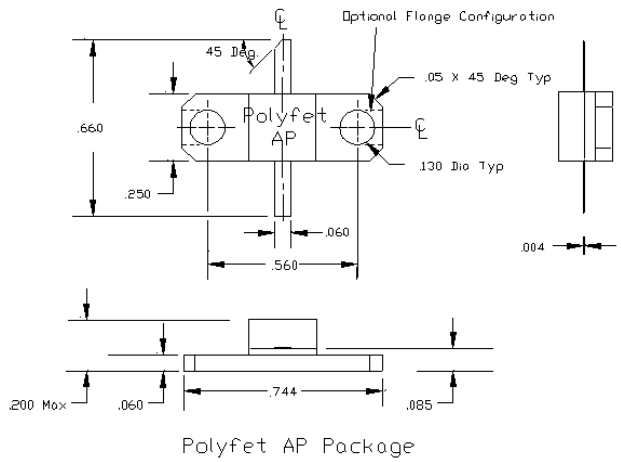 ℄
Optional Flange Configuration
45 Deg.
.05 X 45 Deg Typ
.660
Polyfet
AP
℄
.130 Dia Typ
.250
.060
.004
.560
.200 Max
.060
.744
.085
Polyfet AP Package